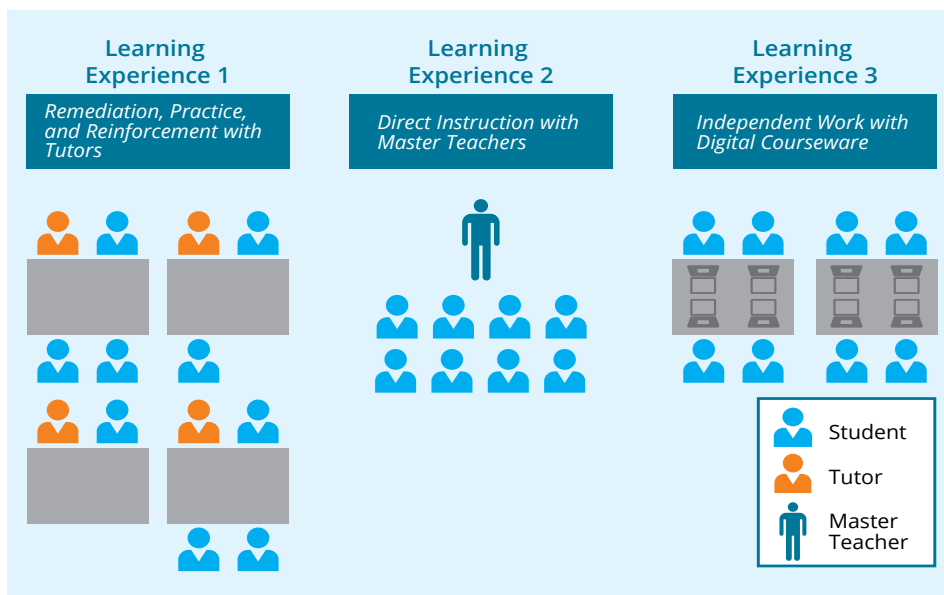 Learning
Experience 1
Remediation, Practice,
and Reinforcement with
Tutors
Learning
Experience 2
Direct Instruction with
Master Teachers
Learning
Experience 3
Independent Work with
Digital Courseware
Student
Tutor
Master
Teacher